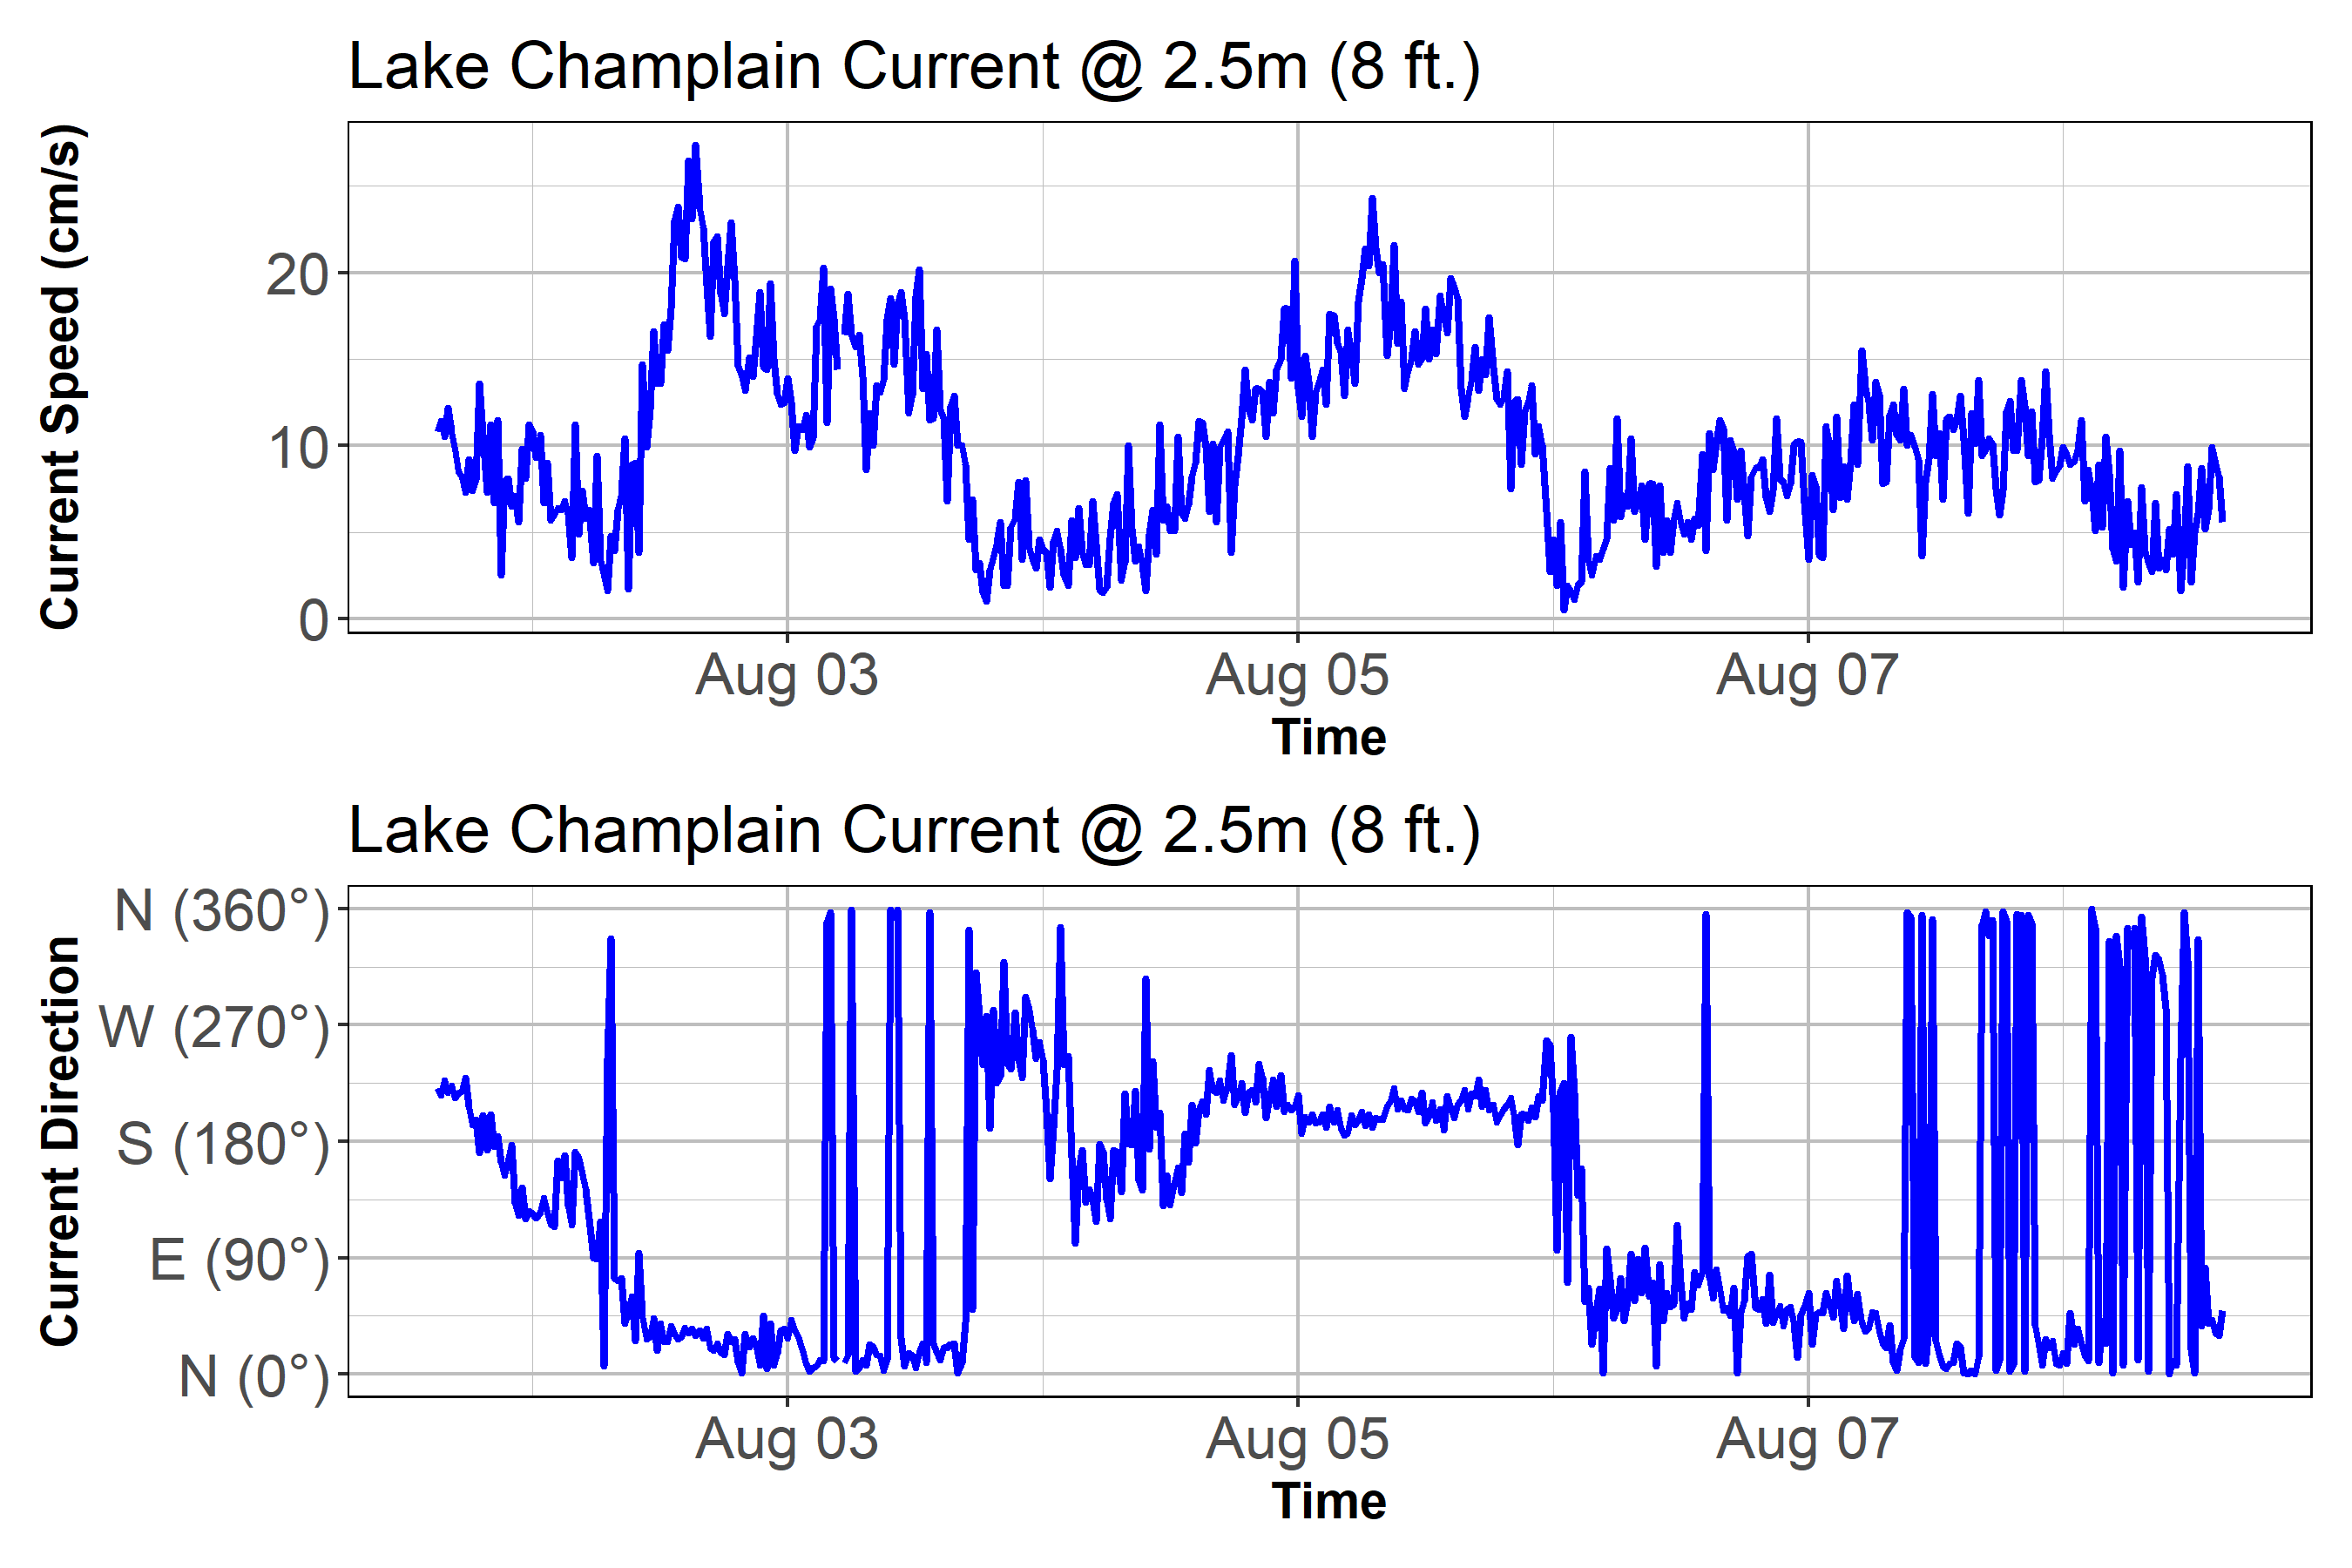 Lake Champlain Current @ 2.5m (8 ft.)
Current Speed (cm/s)
20
10
0
Aug 03 Aug 05 Aug 07
Time
Lake Champlain Current @ 2.5m (8 ft.)
Current Direction
N (360°)
W (270°)
S (180°)
E (90°)
N (0°)
Aug 03 Aug 05 Aug 07
Time